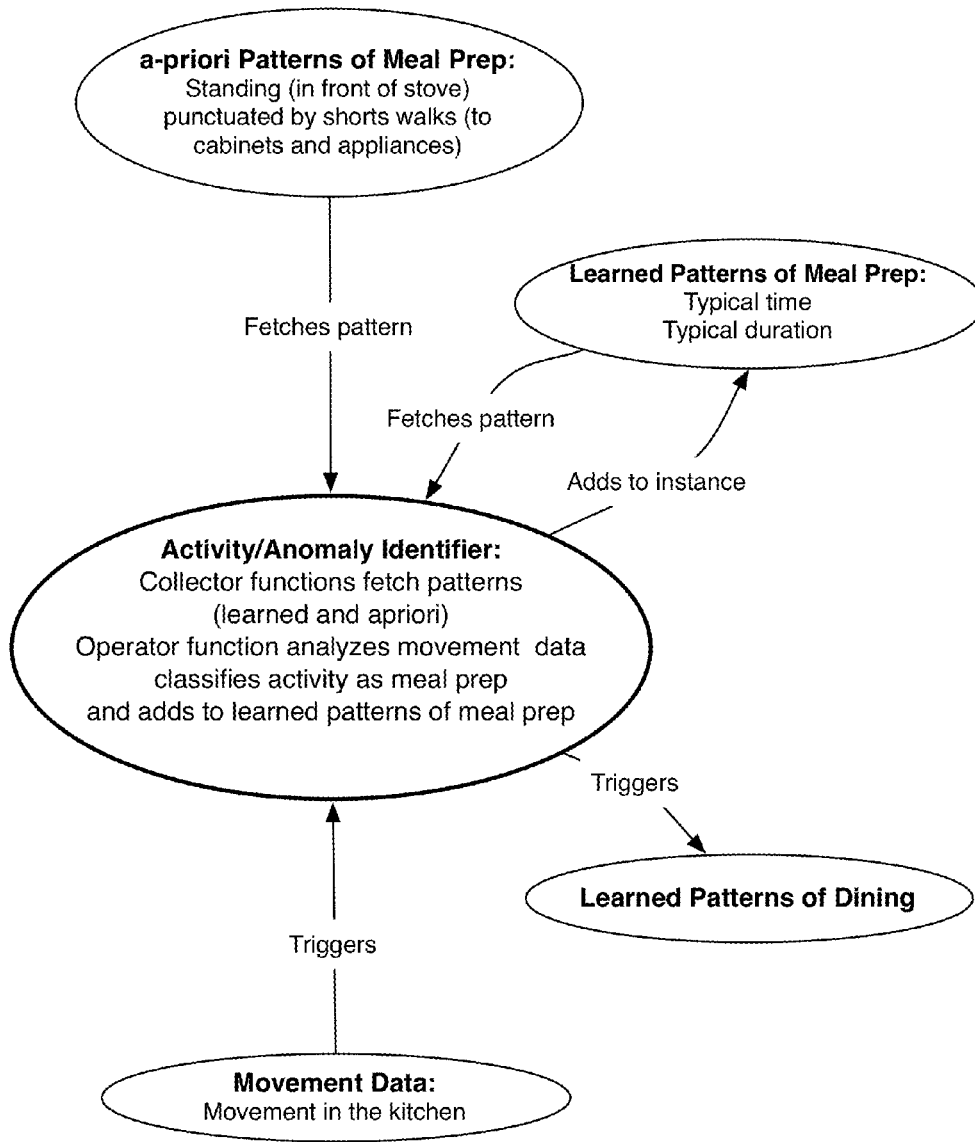 a-priori Patterns of Meal Prep:
Standing (in front of stove)
punctuated by shorts walks (to
cabinets and appliances)
Learned Patterns of Meal Prep:
Typical time
Typical duration
Fetches pattern
Fetches pattern
Adds to instance
Activity/Anomaly Identifier:
Collector functions fetch patterns
(learned and apriori)
Operator function analyzes movement data
classifies activity as meal prep
and adds to learned patterns of meal prep
Triggers
Learned Patterns of Dining
Triggers
Movement Data:
Movement in the kitchen